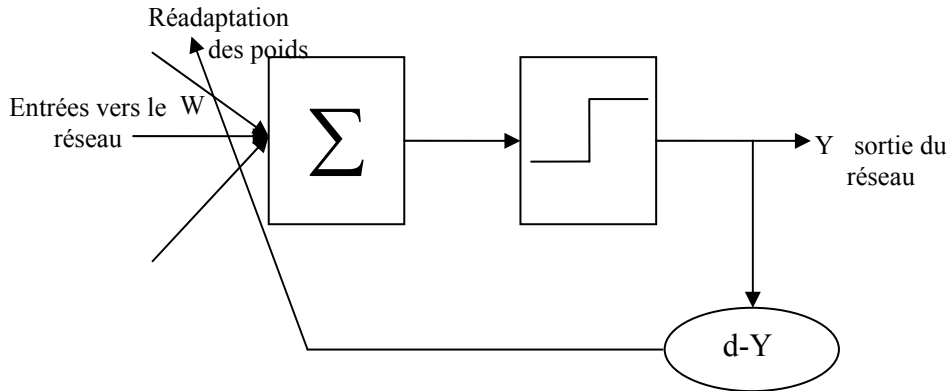 Réadaptation
des poids
Entrées vers le
réseau
W
Σ
Y sortie du
réseau
d-Y